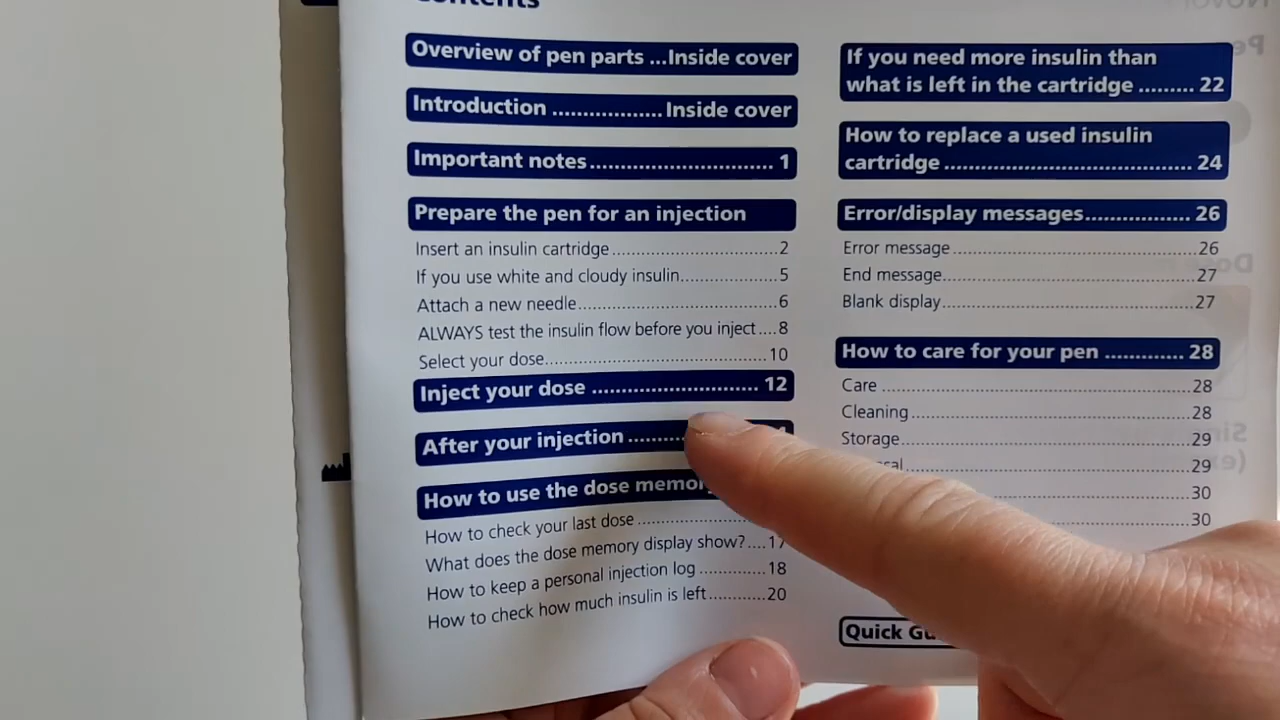 Contents
Overview of pen parts ...Inside cover
Introduction ..................Inside cover
Important notes............................ 1
Prepare the pen for an injection
Insert an insulin cartridge.....................................2
If you use white and cloudy insulin......................5
Attach a new needle............................................6
ALWAYS test the insulin flow before you inject....8
Select your dose.................................................10
Inject your dose ......................... 12
After your injection ........
How to use the dose
How to check your last dose ........................
What does the dose memory display show?....17
How to keep a personal injection log ..............18
How to check how much insulin is left............20
If you need more insulin than
what is left in the cartridge ......... 22
How to replace a used insulin
cartridge ...................................... 24
Error/display messages................ 26
Error message ....................................................26
End message......................................................27
Blank display......................................................27
How to care for your pen ............ 28
Care ..................................................................28
Cleaning ............................................................28
Storage..............................................................29
29
30
30
Quick